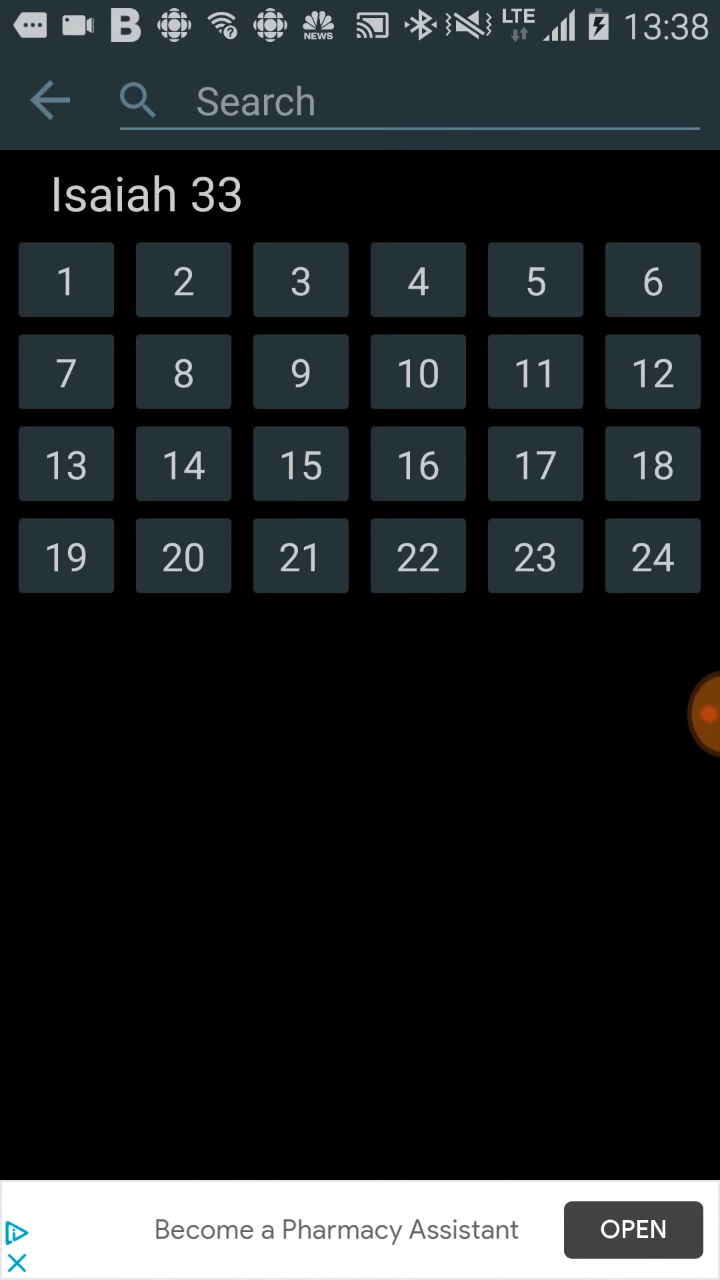 B NEWS LTE 13:38
Search
Isaiah 33
1 2 3 4 5 6
7 8 9 10 11 12
13 14 15 16 17 18
19 20 21 22 23 24
Become a Pharmacy Assistant OPEN